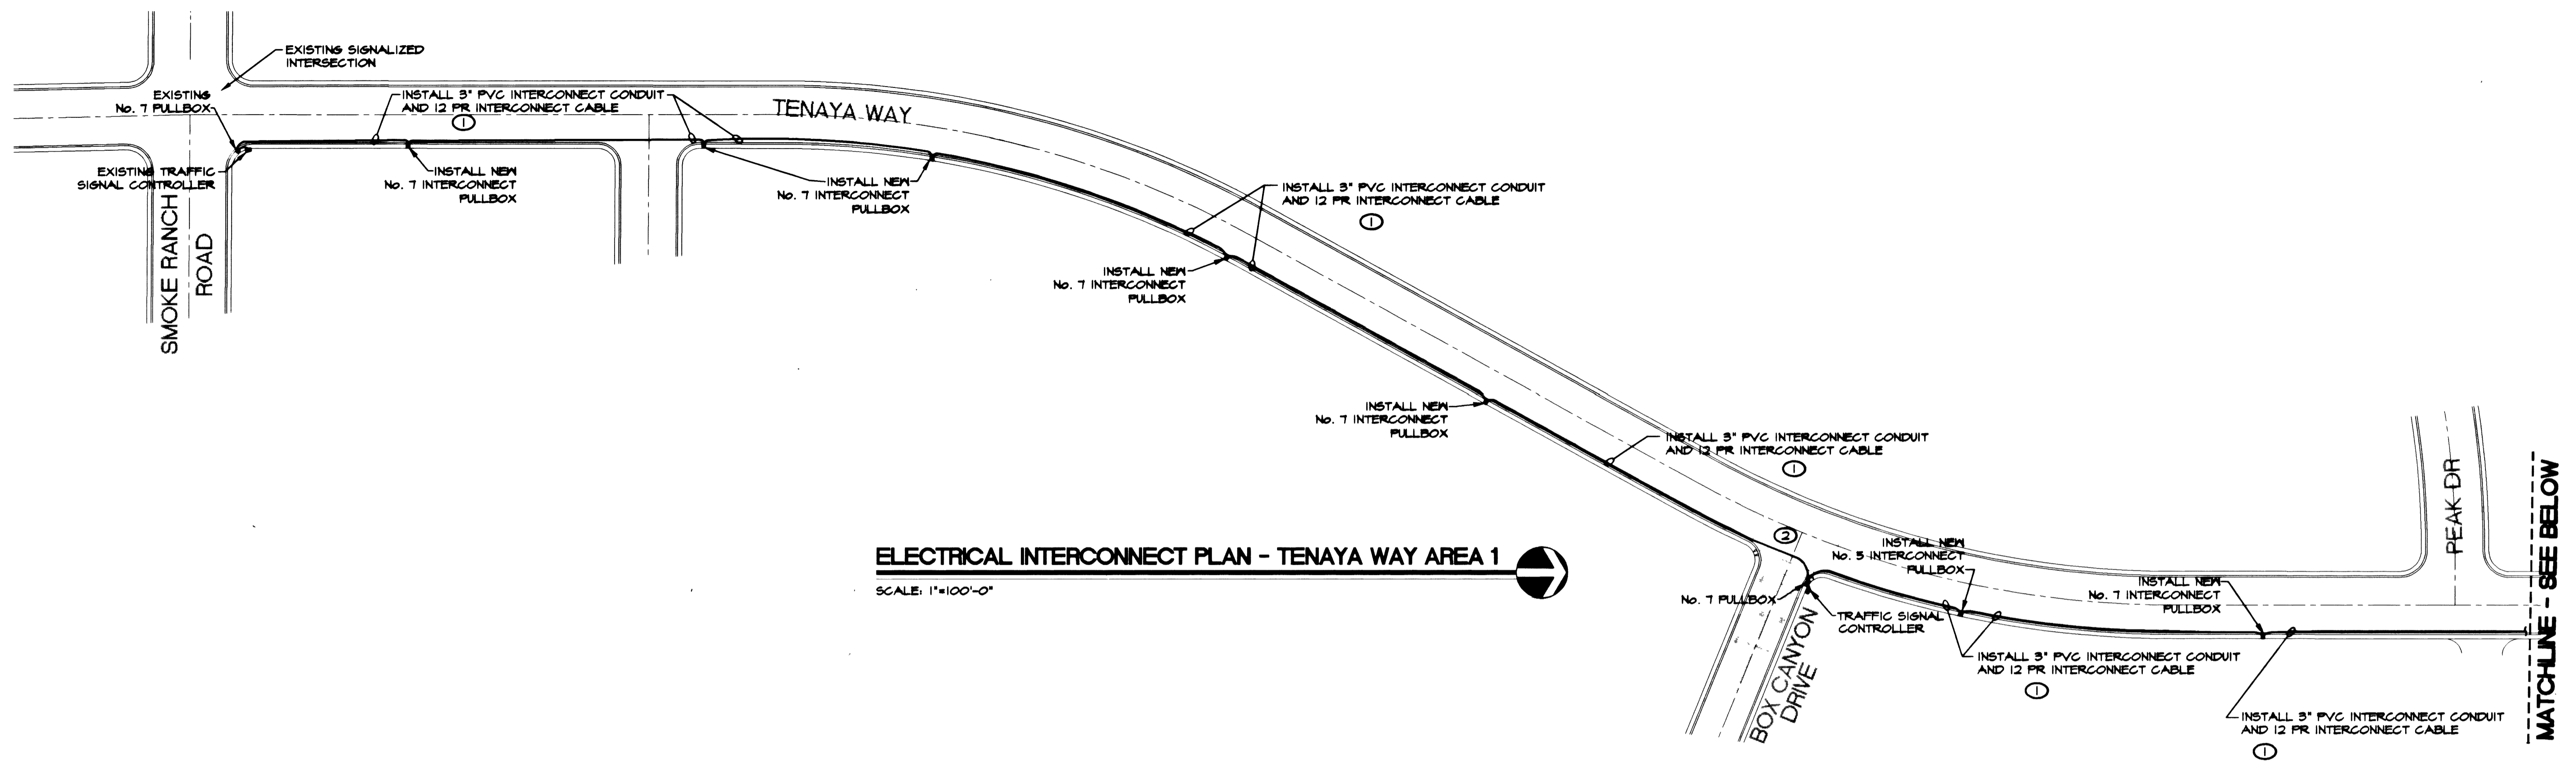 EXISTING SIGNALIZED
INTERSECTION
EXISTING
No. 7 PULLBOX
INSTALL 3" PVC INTERCONNECT CONDUIT
AND 12 PR INTERCONNECT CABLE
1
TENAYA WAY
EXISTING TRAFFIC
SIGNAL CONTROLLER
INSTALL NEW
No. 7 INTERCONNECT
PULLBOX
INSTALL NEW
No. 7 INTERCONNECT
PULLBOX
SMOKE RANCH
ROAD
INSTALL 3" PVC INTERCONNECT CONDUIT
AND 12 PR INTERCONNECT CABLE
1
INSTALL NEW
No. 7 INTERCONNECT
PULLBOX
INSTALL NEW
No. 7 INTERCONNECT
PULLBOX
INSTALL 3" PVC INTERCONNECT CONDUIT
AND 12 PR INTERCONNECT CABLE
1
PEAK DR
MATCHLINE - SEE BELOW
ELECTRICAL INTERCONNECT PLAN - TENAYA WAY AREA 1
SCALE: 1"=100'-0"
2
INSTALL NEW
No. 5 INTERCONNECT
PULLBOX
No. 7 PULLBOX
TRAFFIC SIGNAL
CONTROLLER
INSTALL NEW
No. 7 INTERCONNECT
PULLBOX
BOX CANYON
DRIVE
INSTALL 3" PVC INTERCONNECT CONDUIT
AND 12 PR INTERCONNECT CABLE
1
INSTALL 3" PVC INTERCONNECT CONDUIT
AND 12 PR INTERCONNECT CABLE
1